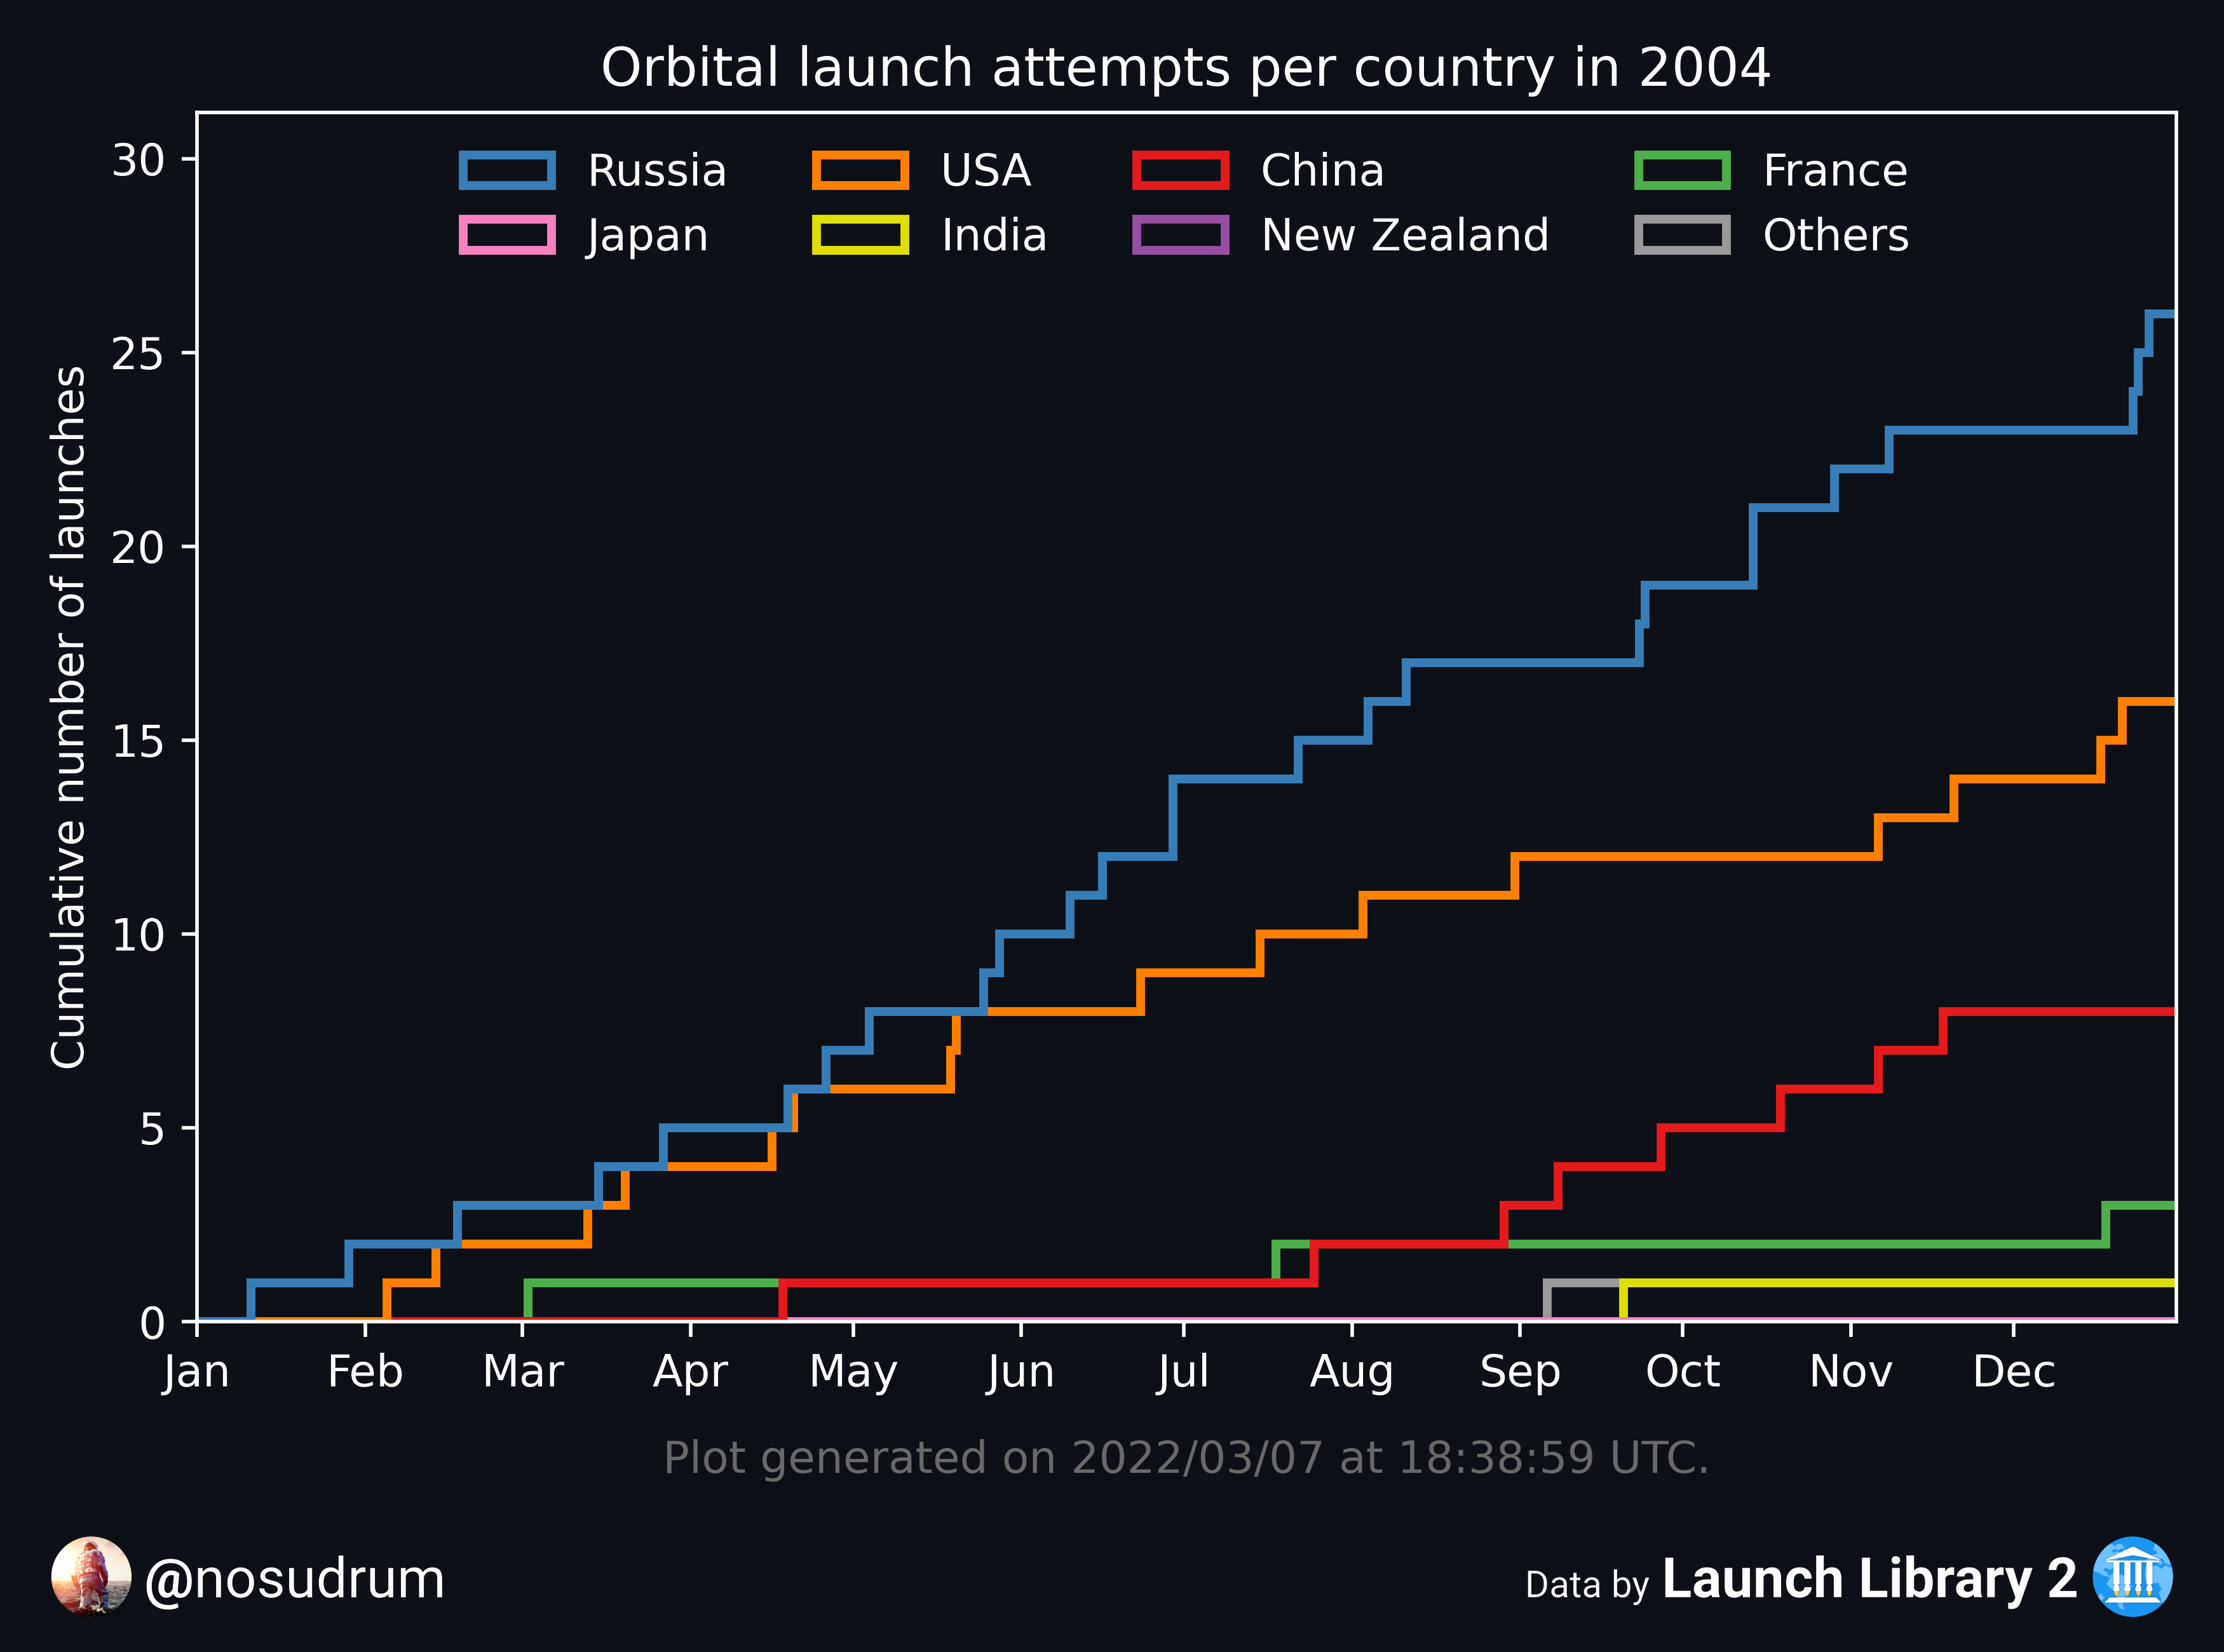 Orbital launch attempts per country in 2004
Russia USA China France
Japan India New Zealand Others
Cumulative number of launches
30
25
20
15
10
5
0
Jan Feb Mar Apr May Jun Jul Aug Sep Oct Nov Dec
Plot generated on 2022/03/07 at 18:38:59 UTC.
@nosudrum
Data by Launch Library 2